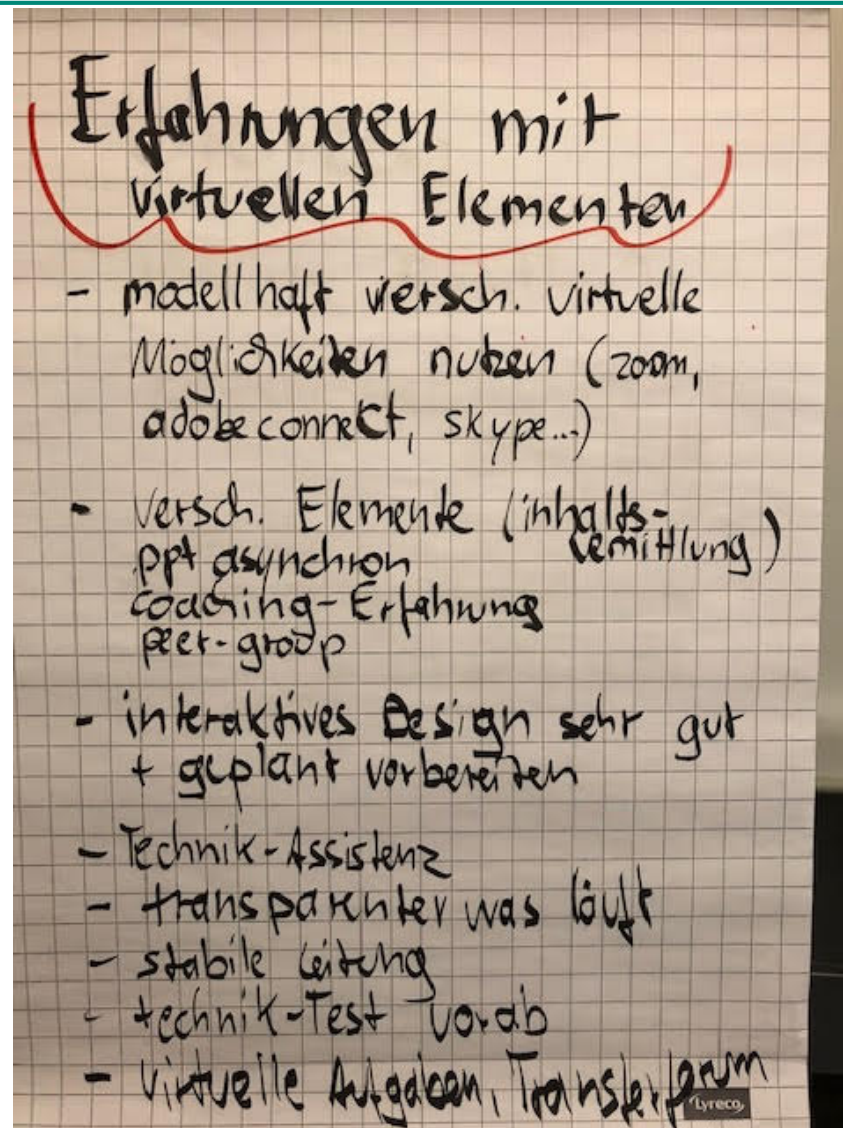 Erfahrungen mit
virtuellen Elementen
- modellhaft versch. virtuelle
Möglichkeiten nutzen (zoom,
adobe connect, skype...)
- versch. Elemente (inhalts-
vermittlung)
ppt asynchron
coaching-Erfahrung
peer-group
- interaktives Design sehr gut
+ geplant vorbereiten
- Technik-Assistenz
- transparenter was läuft
- stabile Leitung
- technik-Test vorab
- virtuelle Aufgaben, Transferforum
Lyreco